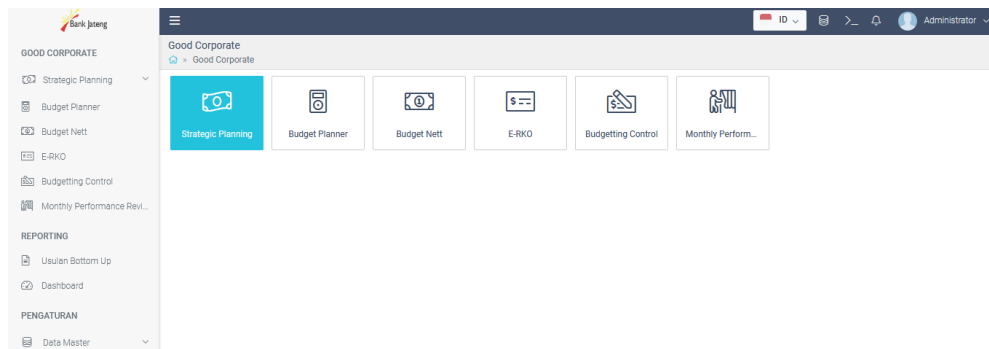 Bank Jateng
ID
Administrator
GOOD CORPORATE
Strategic Planning
Budget Planner
Budget Nett
E-RKO
Budgetting Control
Monthly Performance Revi...
REPORTING
Usulan Bottom Up
Dashboard
PENGATURAN
Data Master
Good Corporate
» Good Corporate
Strategic Planning
Budget Planner
Budget Nett
E-RKO
Budgetting Control
Monthly Perform...